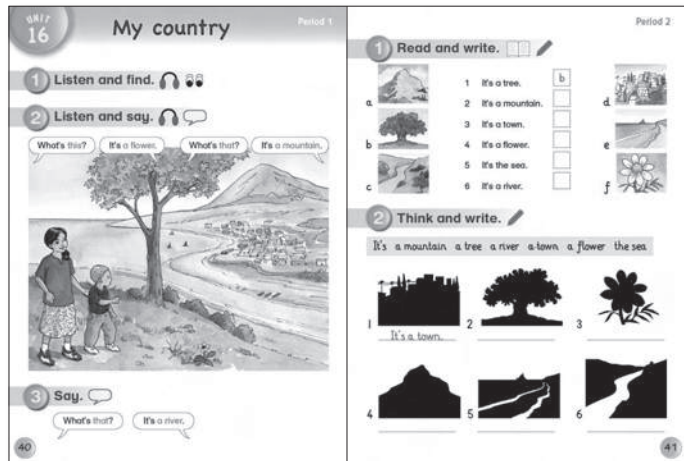 UNIT
16
My country
Period 1
1 Listen and find.
2 Listen and say.
What's this?
It's a flower.
What's that?
It's a mountain.
3 Say.
What's that?
It's a river.
40
Period 2
1 Read and write.
a
b
c
1 It's a tree. b
2 It's a mountain.
3 It's a town.
4 It's a flower.
5 It's the sea.
6 It's a river.
d
e
f
2 Think and write.
It's a mountain a tree a river a town a flower the sea
1
It's a town.
2
3
4
5
6
41